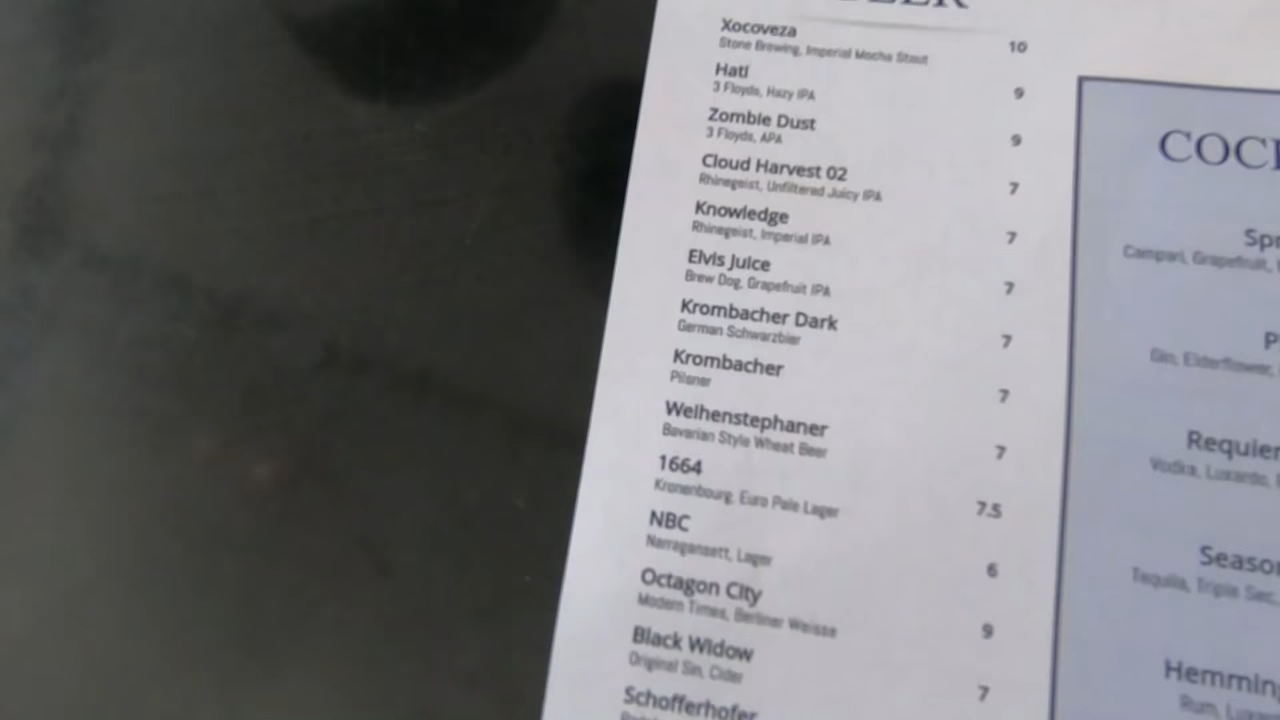 Xocoveza 10
Stone Brewing, Imperial Mocha Stout
Hati 9
3 Floyds, Hazy IPA
Zombie Dust 9
3 Floyds, APA
Cloud Harvest 02 7
Rhinegeist, Unfiltered Juicy IPA
Knowledge 7
Rhinegeist, Imperial IPA
Elvis Juice 7
Brew Dog, Grapefruit IPA
Krombacher Dark 7
German Schwarzbier
Krombacher 7
Pilsner
Weihenstephaner 7
Bavarian Style Wheat Beer
1664 7.5
Kronenbourg, Euro Pale Lager
NBC 6
Narragansett, Lager
Octagon City 9
Modern Times, Berliner Weisse
Black Widow 7
Original Sin, Cider
Schofferhofer
COC
Sp
Campari, Grapefruit,
P
Gin, Elderflower,
Requie
Vodka, Luxardo,
Seaso
Tequila, Triple Sec,
Hemmin
Rum,